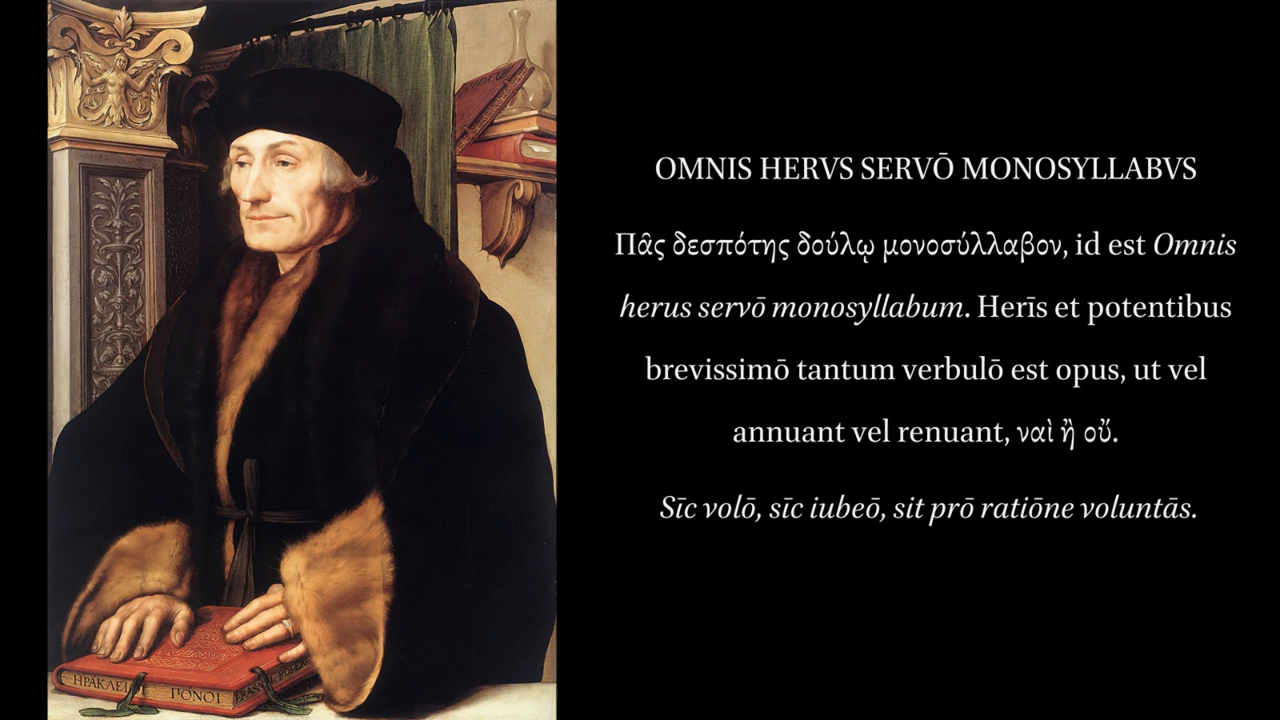 OMNIS HERVS SERVŌ MONOSYLLABVS
Πᾶς δεσπότης δούλῳ μονοσύλλαβον, id est Omnis
herus servō monosyllabum. Herīs et potentibus
brevissimō tantum verbulō est opus, ut vel
annuant vel renuant, ναὶ ἢ οὔ.
Sīc volō, sīc iubeō, sit prō ratiōne voluntās.
ΗΡΑΚΛΕΙ ΠΟΝΟΙ